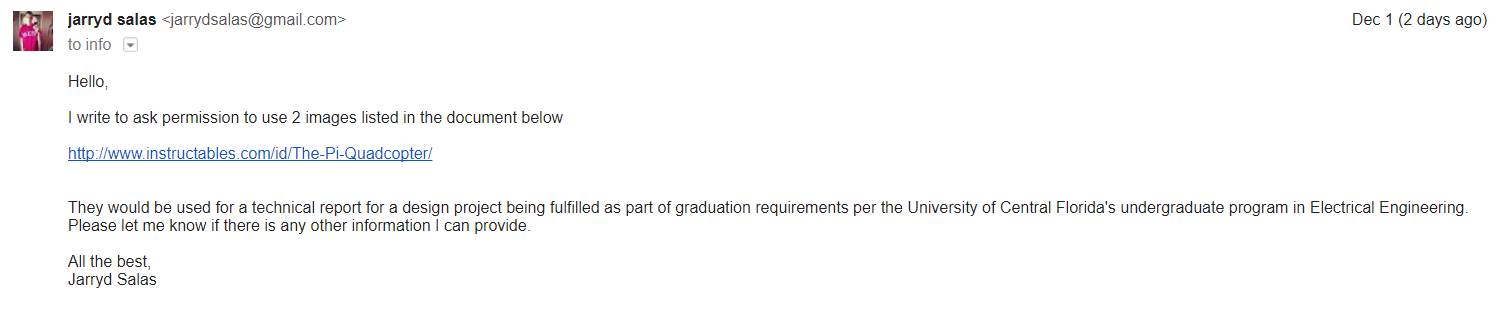 jarryd salas <jarrydsalas@gmail.com> Dec 1 (2 days ago)
to info
Hello,
I write to ask permission to use 2 images listed in the document below
http://www.instructables.com/id/The-Pi-Quadcopter/
They would be used for a technical report for a design project being fulfilled as part of graduation requirements per the University of Central Florida's undergraduate program in Electrical Engineering.
Please let me know if there is any other information I can provide.
All the best,
Jarryd Salas